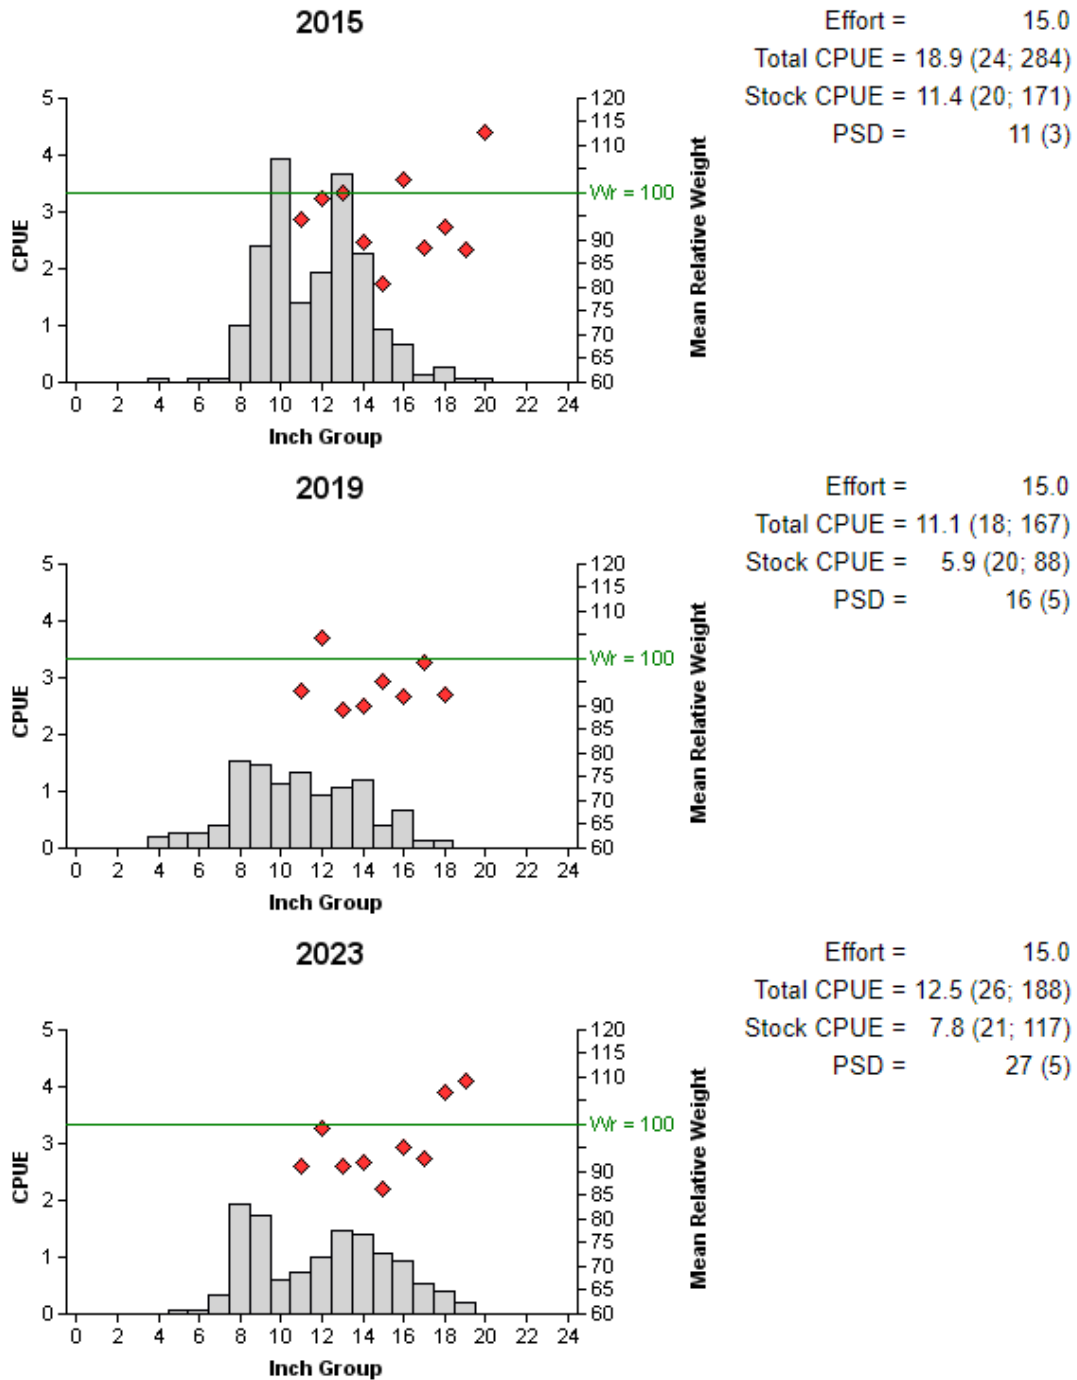 2015
Effort = 15.0
Total CPUE = 18.9 (24; 284)
Stock CPUE = 11.4 (20; 171)
PSD = 11 (3)
5
4
3
2
1
0
CPUE
120
115
110
Wr = 100
90
85
80
75
70
65
60
Mean Relative Weight
0 2 4 6 8 10 12 14 16 18 20 22 24
Inch Group
2019
Effort = 15.0
Total CPUE = 11.1 (18; 167)
Stock CPUE = 5.9 (20; 88)
PSD = 16 (5)
5
4
3
2
1
0
CPUE
120
115
110
Wr = 100
90
85
80
75
70
65
60
Mean Relative Weight
0 2 4 6 8 10 12 14 16 18 20 22 24
Inch Group
2023
Effort = 15.0
Total CPUE = 12.5 (26; 188)
Stock CPUE = 7.8 (21; 117)
PSD = 27 (5)
5
4
3
2
1
0
CPUE
120
115
110
Wr = 100
90
85
80
75
70
65
60
Mean Relative Weight
0 2 4 6 8 10 12 14 16 18 20 22 24
Inch Group